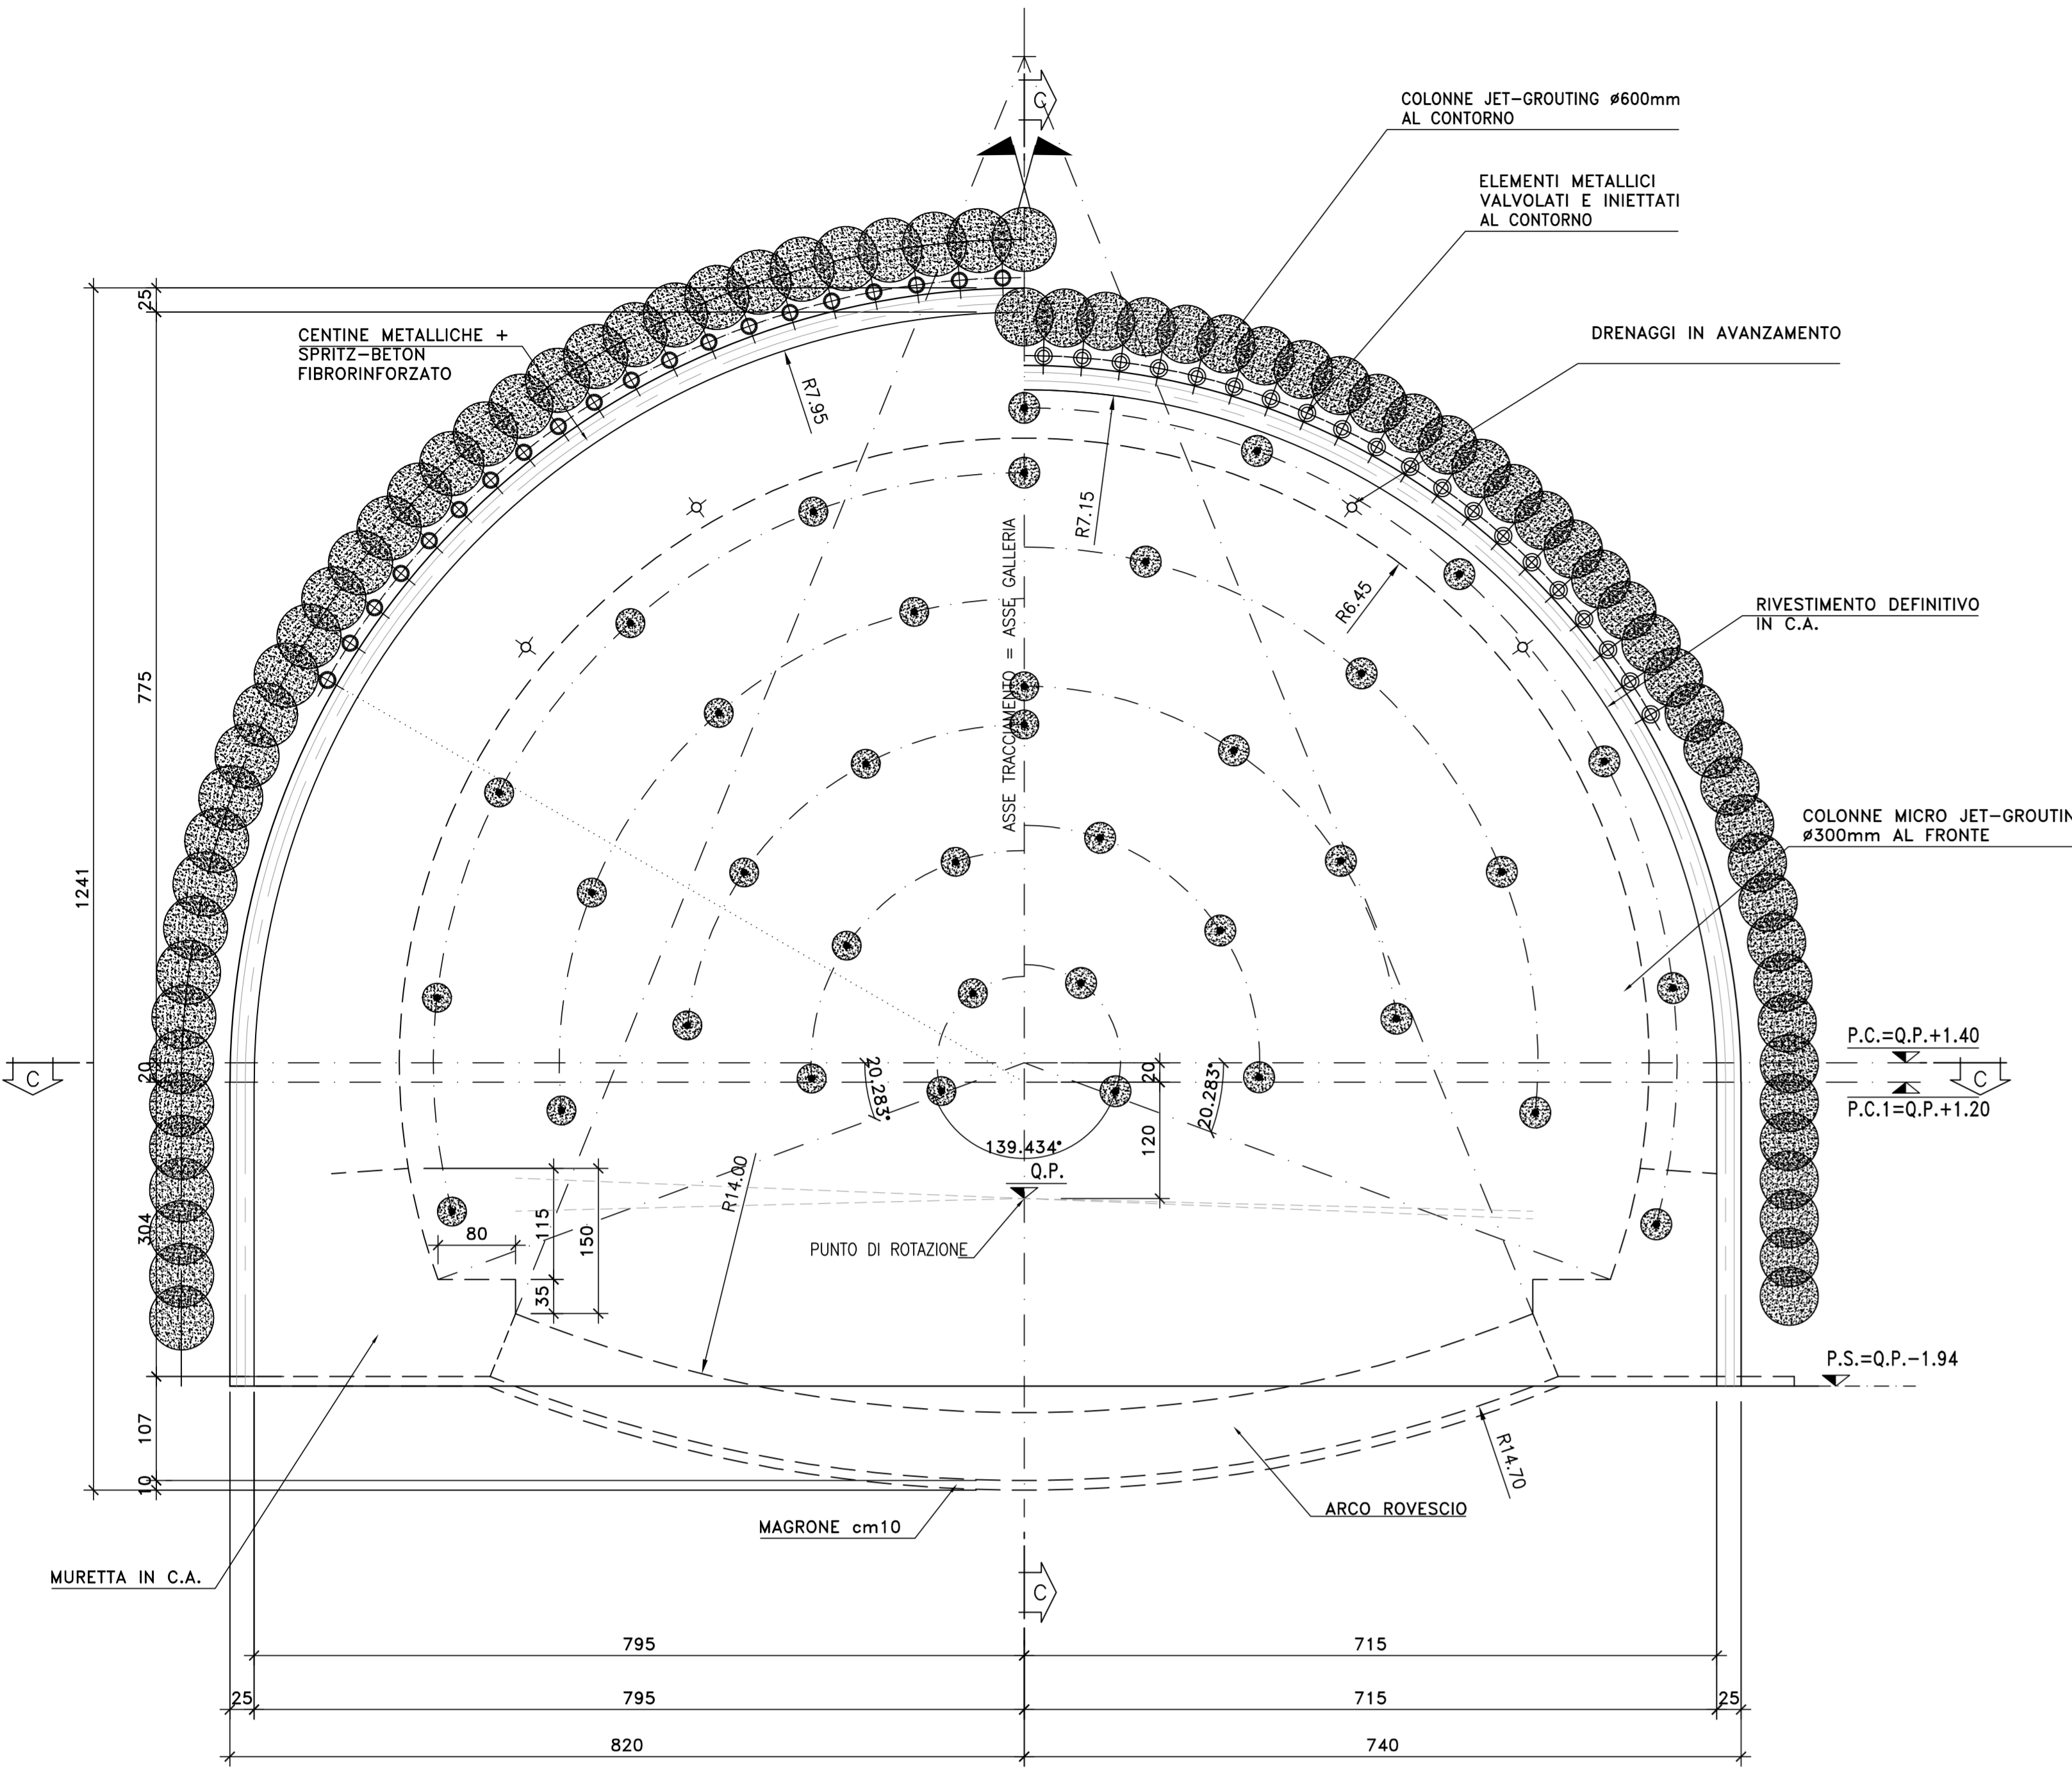 C
COLONNE JET-GROUTING ø600mm
AL CONTORNO
ELEMENTI METALLICI
VALVOLATI E INIETTATI
AL CONTORNO
25
CENTINE METALLICHE +
SPRITZ-BETON
FIBRORINFORZATO
DRENAGGI IN AVANZAMENTO
R7.95
R7.15
ASSE TRACCIAMENTO = ASSE GALLERIA
R6.45
RIVESTIMENTO DEFINITIVO
IN C.A.
775
1241
COLONNE MICRO JET-GROUTIN
ø300mm AL FRONTE
P.C.=Q.P.+1.40
C
20
20.283°
20
20.283°
C
P.C.1=Q.P.+1.20
120
139.434°
Q.P.
R14.00
304
80
115
150
35
PUNTO DI ROTAZIONE
P.S.=Q.P.-1.94
107
10
R14.70
MAGRONE cm10
ARCO ROVESCIO
MURETTA IN C.A.
C
795
715
25
795
715
25
820
740